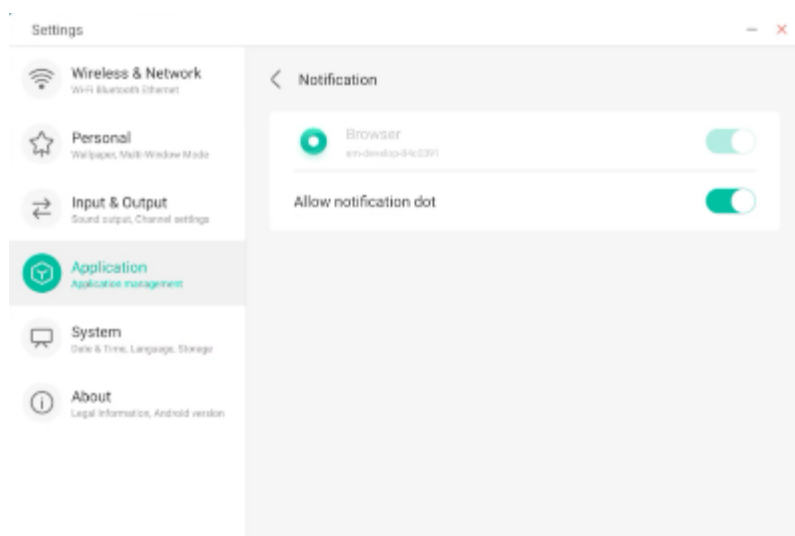 Settings
Wireless & Network
Wi-Fi Bluetooth Ethernet
Personal
Wallpaper, Multi-Window Mode
Input & Output
Sound output, Channel settings
Application
Application management
System
Date & Time, Language, Storage
About
Legal Information, Android version
Notification
Browser
Allow notification dot